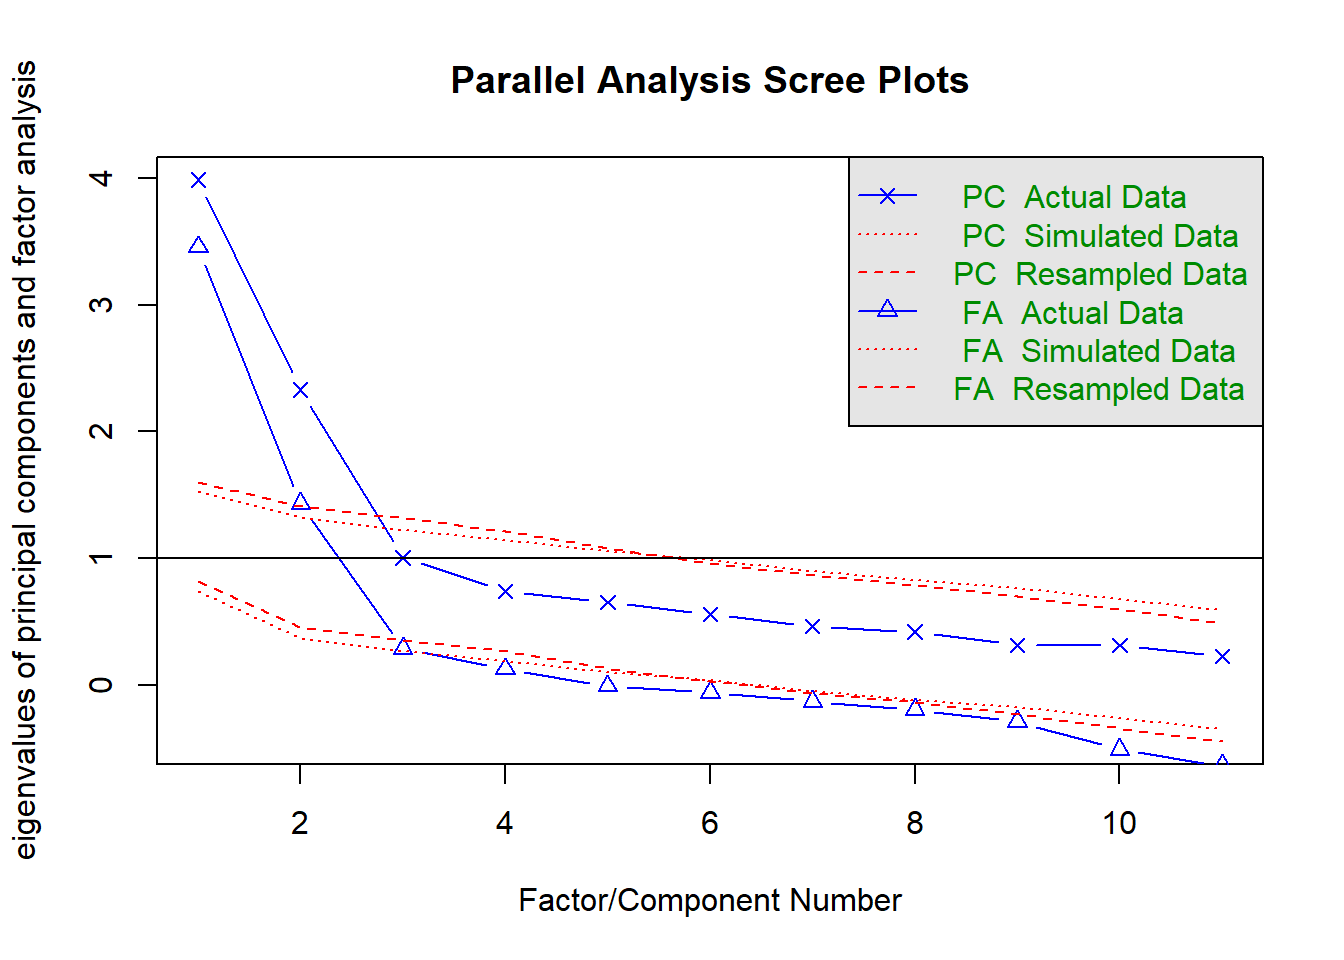 Parallel Analysis Scree Plots
eigenvalues of principal components and factor analysis
4
3
2
1
0
PC Actual Data
PC Simulated Data
PC Resampled Data
FA Actual Data
FA Simulated Data
FA Resampled Data
2 4 6 8 10
Factor/Component Number